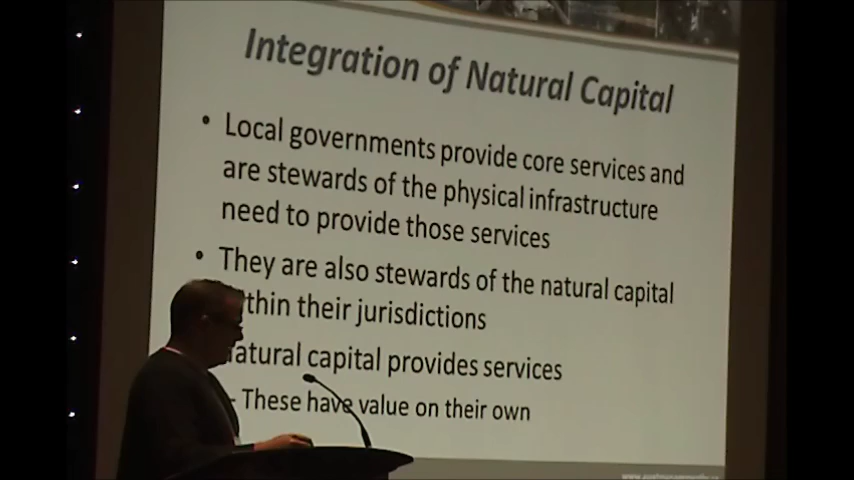 Integration of Natural Capital
• Local governments provide core services and
are stewards of the physical infrastructure
need to provide those services
• They are also stewards of the natural capital
thin their jurisdictions
atural capital provides services
- These have value on their own